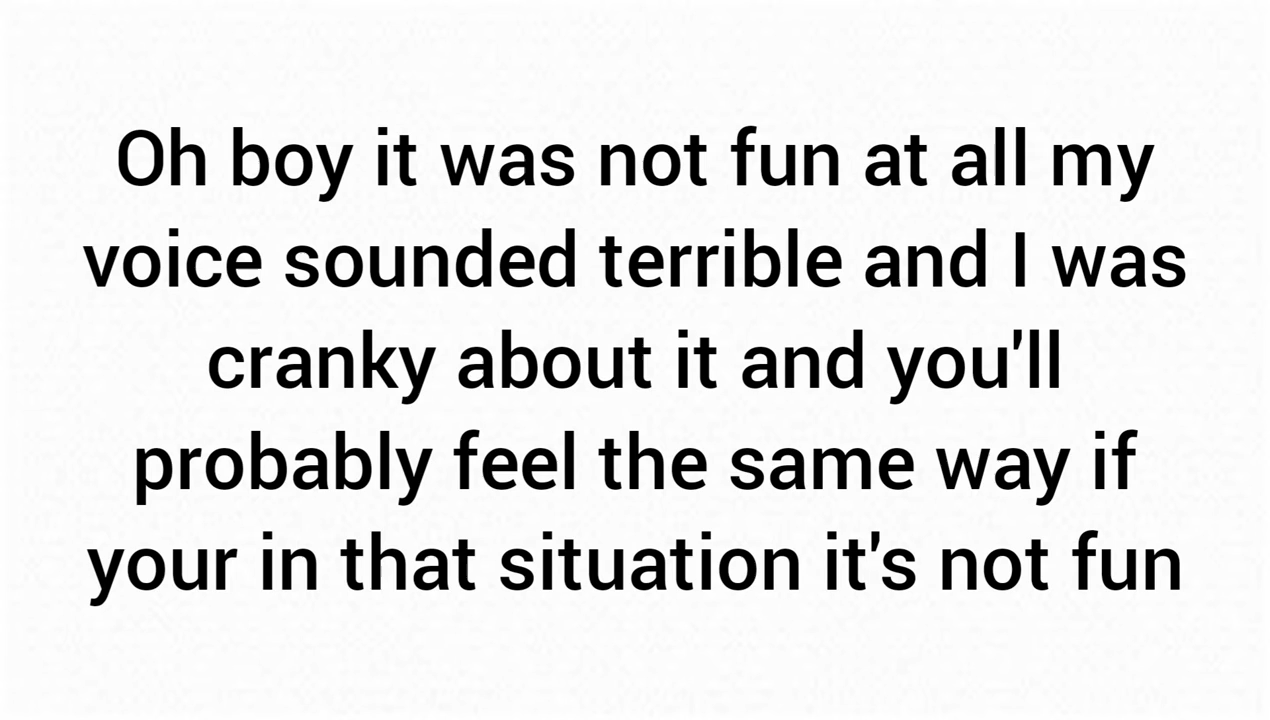 Oh boy it was not fun at all my
voice sounded terrible and I was
cranky about it and you'll
probably feel the same way if
your in that situation it's not fun